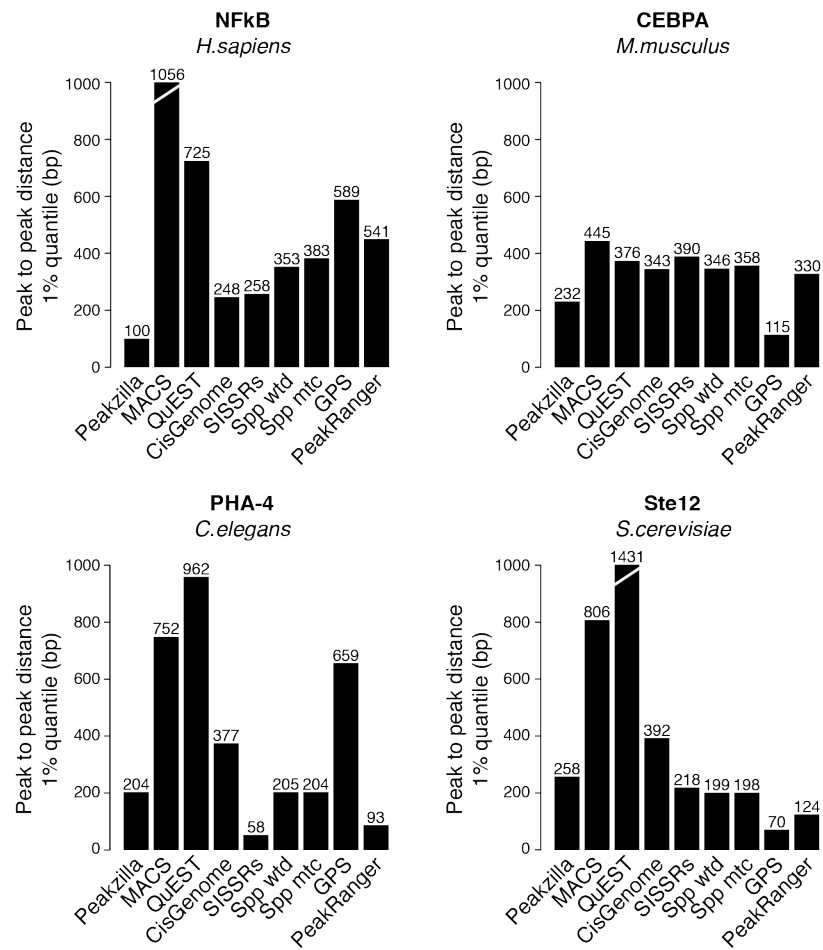 NFkB
H.sapiens
Peak to peak distance
1% quantile (bp)
1000
800
600
400
200
0
100
1056
725
248
258
353
383
589
541
Peakzilla
MACS
QuEST
CisGenome
SISSRs
Spp wtd
Spp mtc
GPS
PeakRanger
CEBPA
M.musculus
Peak to peak distance
1% quantile (bp)
1000
800
600
400
200
0
232
445
376
343
390
346
358
115
330
Peakzilla
MACS
QuEST
CisGenome
SISSRs
Spp wtd
Spp mtc
GPS
PeakRanger
PHA-4
C.elegans
Peak to peak distance
1% quantile (bp)
1000
800
600
400
200
0
204
752
962
377
58
205
204
659
93
Peakzilla
MACS
QuEST
CisGenome
SISSRs
Spp wtd
Spp mtc
GPS
PeakRanger
Ste12
S.cerevisiae
Peak to peak distance
1% quantile (bp)
1000
800
600
400
200
0
258
806
1431
392
218
199
198
70
124
Peakzilla
MACS
QuEST
CisGenome
SISSRs
Spp wtd
Spp mtc
GPS
PeakRanger